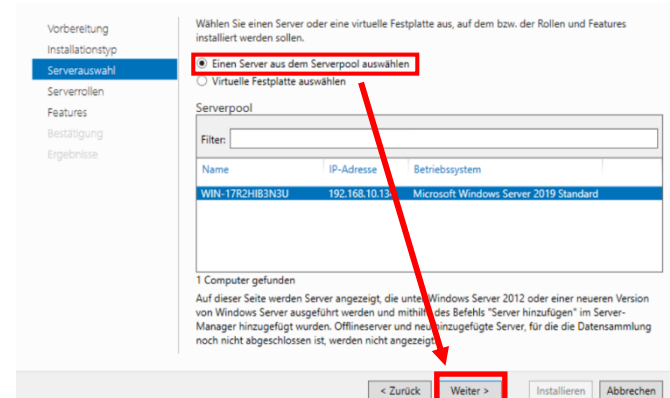 Vorbereitung
Installationstyp
Serverauswahl
Serverrollen
Features
Bestätigung
Ergebnisse
Wählen Sie einen Server oder eine virtuelle Festplatte aus, auf dem bzw. der Rollen und Features
installiert werden sollen.
Einen Server aus dem Serverpool auswählen
Virtuelle Festplatte auswählen
Serverpool
Filter:
Name IP-Adresse Betriebssystem
WIN-17R2HIB3N3U 192.168.10.134 Microsoft Windows Server 2019 Standard
1 Computer gefunden
Auf dieser Seite werden Server angezeigt, die unter Windows Server 2012 oder einer neueren Version
von Windows Server ausgeführt werden und mithilfe des Befehls "Server hinzufügen" im Server-
Manager hinzugefügt wurden. Offlineserver und neu hinzugefügte Server, für die die Datensammlung
noch nicht abgeschlossen ist, werden nicht angezeigt.
< Zurück Weiter > Installieren Abbrechen